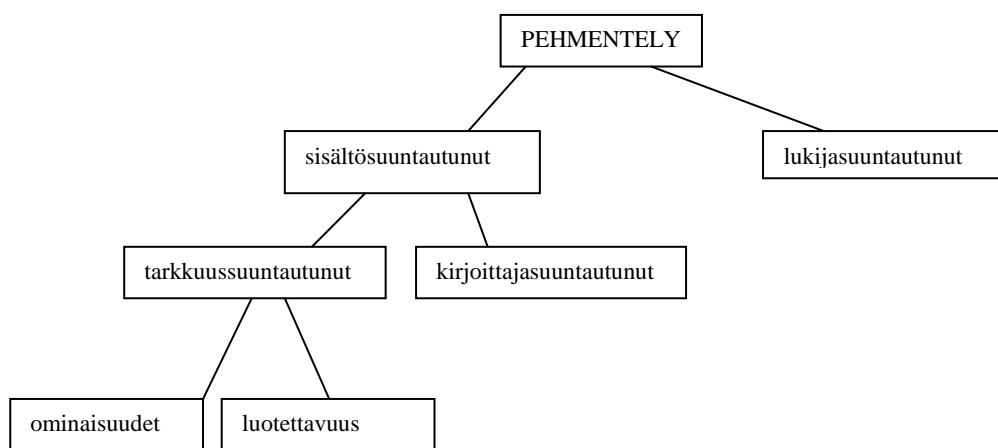 PEHMENTELY
sisältösuuntautunut
lukijasuuntautunut
tarkkuussuuntautunut
kirjoittajasuuntautunut
ominaisuudet
luotettavuus